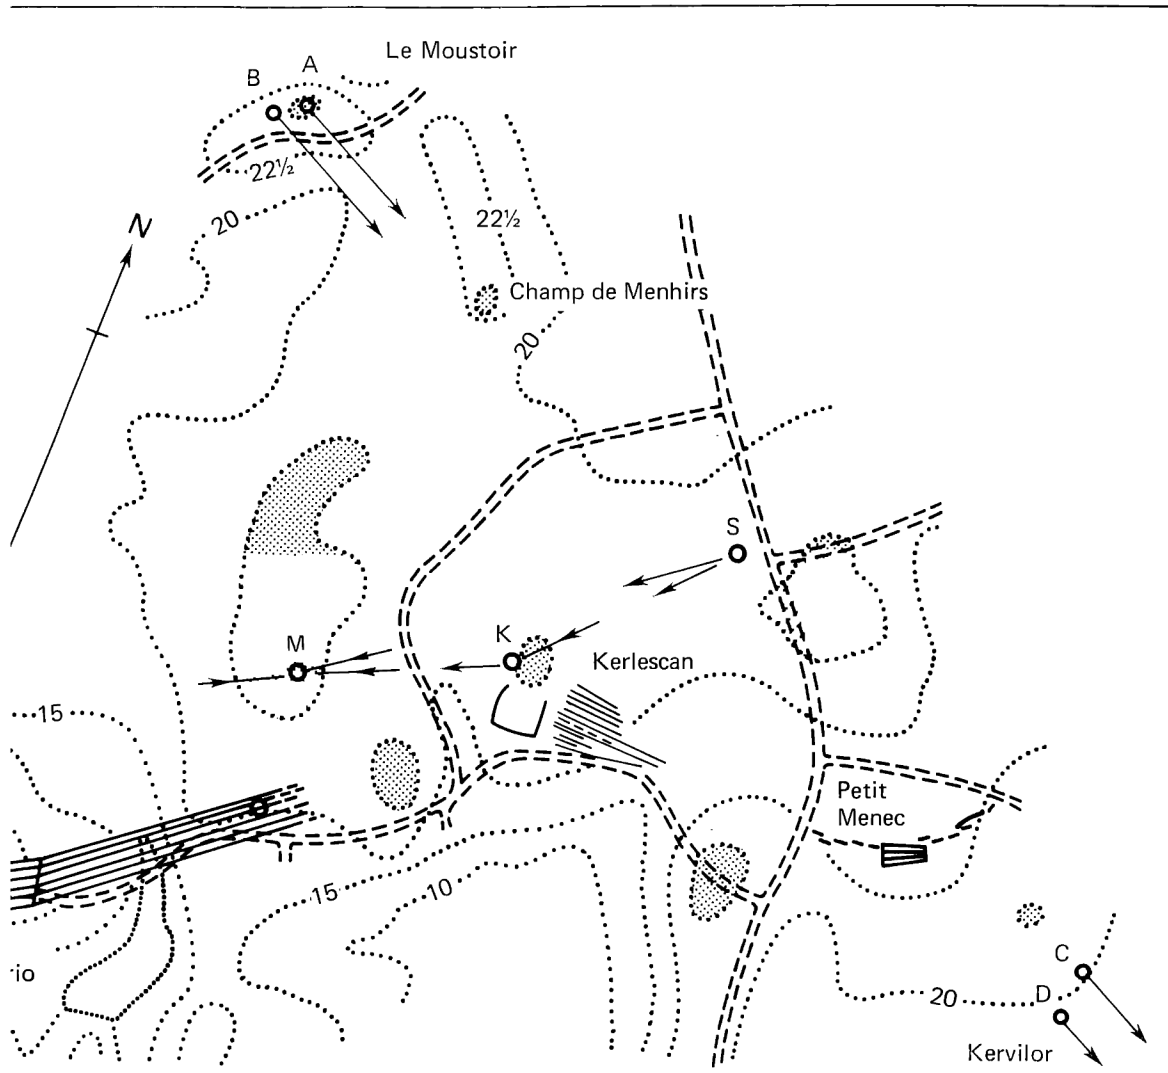 Le Moustoir
A
B
22½
20
N
22½
Champ de Menhirs
20
S
K
M
Kerlescan
15
Petit
Menec
15
10
rio
C
20
D
Kervilor